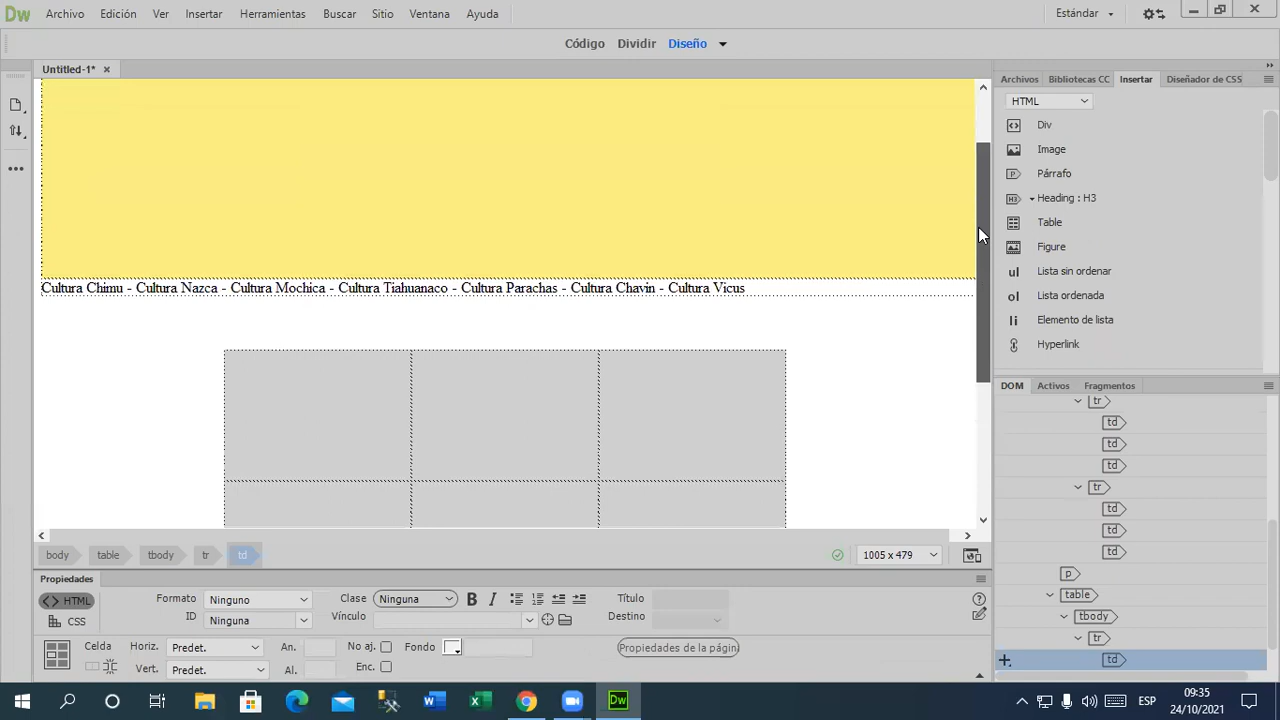 Dw Archivo Edición Ver Insertar Herramientas Buscar Sitio Ventana Ayuda Estándar
Código Dividir Diseño
Untitled-1* ×
Archivos Bibliotecas CC Insertar Diseñador de CSS
HTML
Div
Image
Párrafo
Heading : H3
Table
Figure
ul Lista sin ordenar
ol Lista ordenada
li Elemento de lista
Hyperlink
Cultura Chimu - Cultura Nazca - Cultura Mochica - Cultura Tiahuanaco - Cultura Parachas - Cultura Chavin - Cultura Vicus
DOM Activos Fragmentos
tr
td
td
td
tr
td
td
td
p
table
tbody
tr
td
body table tbody tr td 1005 x 479
Propiedades
<> HTML Formato Ninguno Clase Ninguna B I Título
CSS ID Ninguna Vínculo Destino
Celda Horiz. Predet. An. No aj. Fondo Propiedades de la págin
Vert. Predet. Al. Enc.
Dw ESP 09:35
24/10/2021